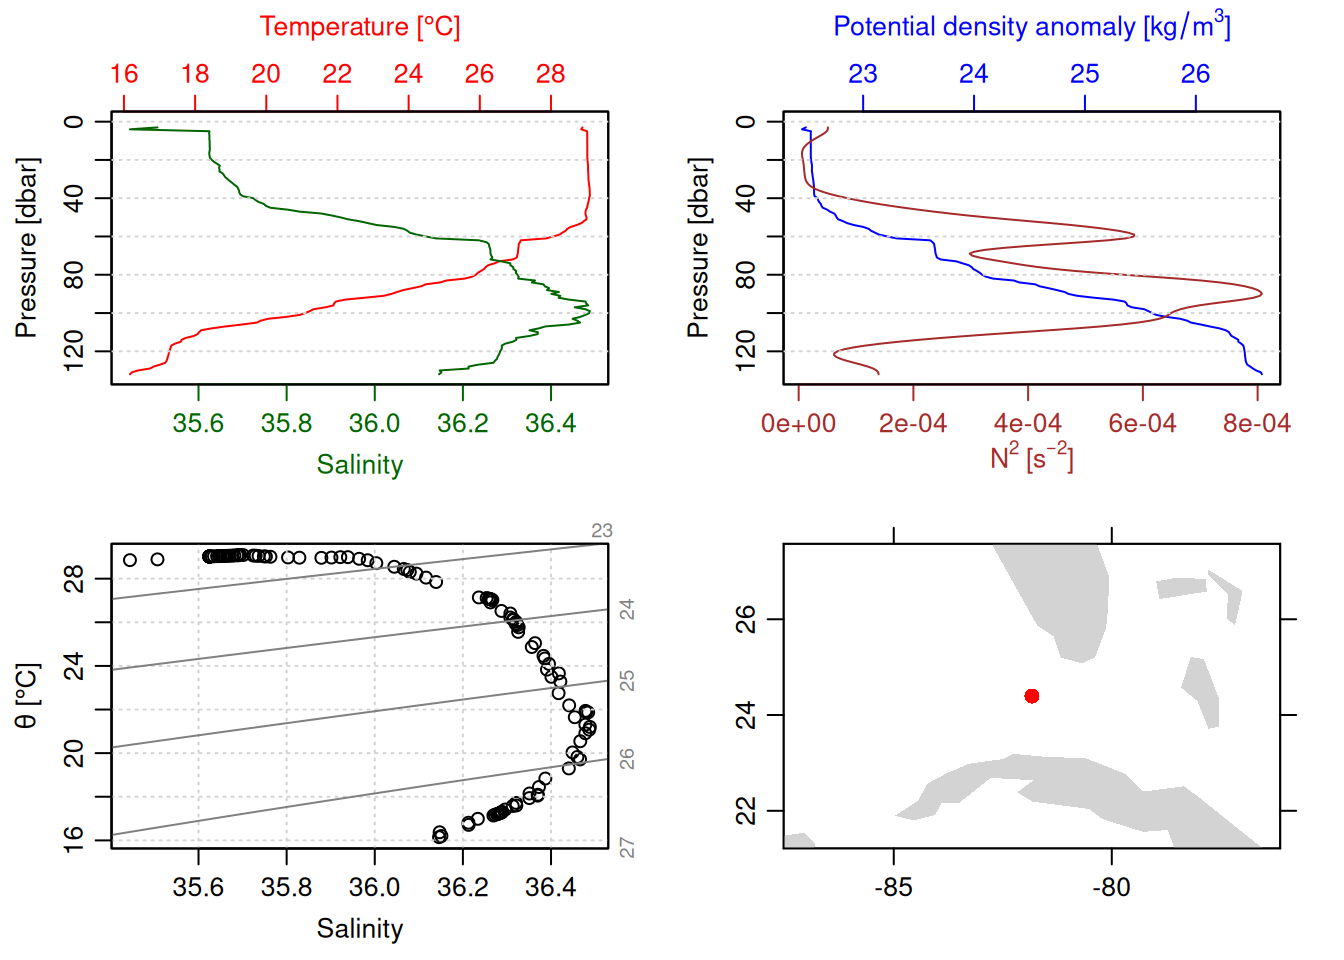 Temperature [°C]
16 18 20 22 24 26 28
Pressure [dbar]
0 40 80 120
35.6 35.8 36.0 36.2 36.4
Salinity
Potential density anomaly [kg/m³]
23 24 25 26
Pressure [dbar]
0 40 80 120
0e+00 2e-04 4e-04 6e-04 8e-04
N² [s⁻²]
23
24
25
26
27
θ [°C]
16 20 24 28
35.6 35.8 36.0 36.2 36.4
Salinity
22 24 26
-85 -80